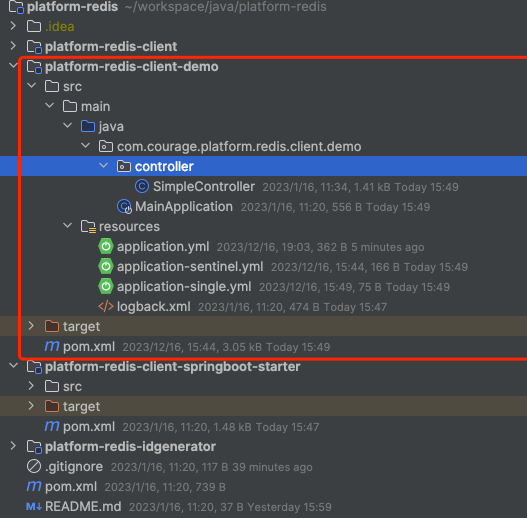 platform-redis ~/workspace/java/platform-redis
.idea
platform-redis-client
platform-redis-client-demo
src
main
java
com.courage.platform.redis.client.demo
controller
SimpleController 2023/1/16, 11:34, 1.41 kB Today 15:49
MainApplication 2023/1/16, 11:20, 556 B Today 15:49
resources
application.yml 2023/12/16, 19:03, 362 B 5 minutes ago
application-sentinel.yml 2023/12/16, 15:44, 166 B Today 15:49
application-single.yml 2023/12/16, 15:49, 75 B Today 15:49
logback.xml 2023/1/16, 11:20, 474 B Today 15:47
target
pom.xml 2023/12/16, 15:44, 3.05 kB Today 15:49
platform-redis-client-springboot-starter
src
target
pom.xml 2023/1/16, 11:20, 1.48 kB Today 15:47
platform-redis-idgenerator
.gitignore 2023/1/16, 11:20, 117 B 39 minutes ago
pom.xml 2023/1/16, 11:20, 739 B
README.md 2023/1/16, 11:20, 37 B Yesterday 15:59